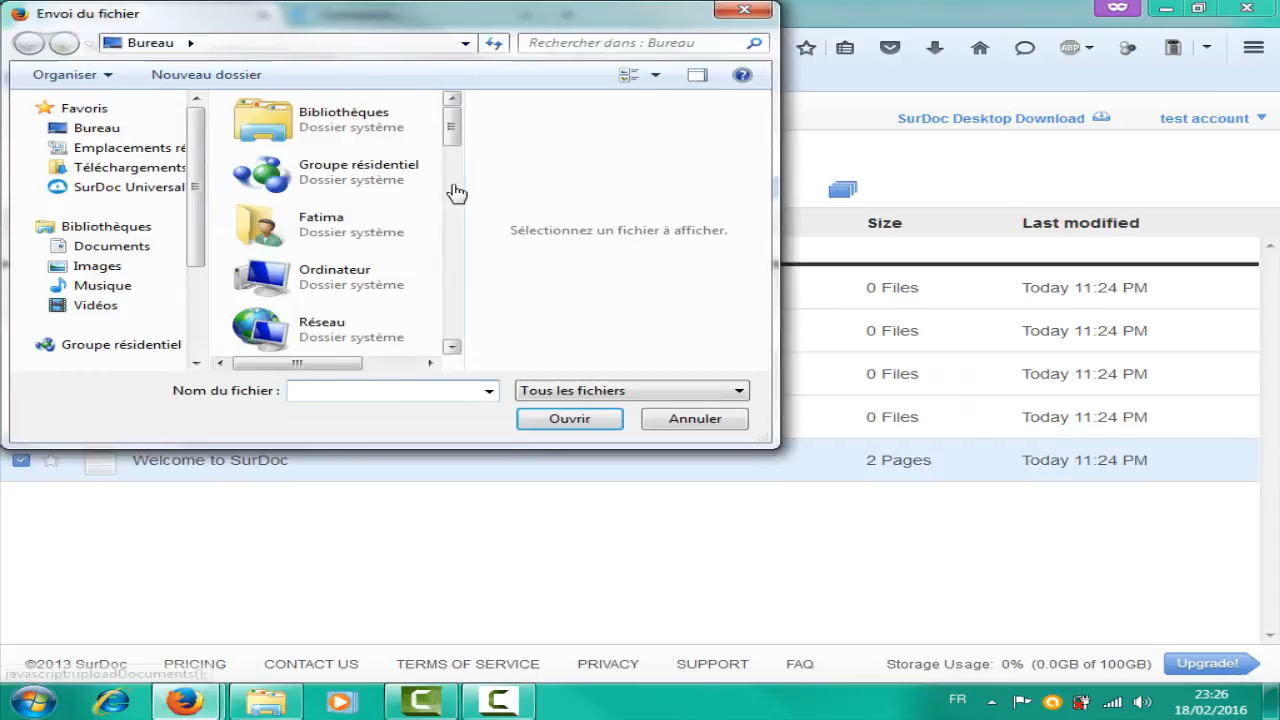 Envoi du fichier
Bureau
Rechercher dans : Bureau
Organiser
Nouveau dossier
Favoris
Bureau
Emplacements ré
Téléchargements
SurDoc Universal
Bibliothèques
Documents
Images
Musique
Vidéos
Groupe résidentiel
Bibliothèques
Dossier système
Groupe résidentiel
Dossier système
Fatima
Dossier système
Ordinateur
Dossier système
Réseau
Dossier système
Sélectionnez un fichier à afficher.
Nom du fichier :
Tous les fichiers
Ouvrir
Annuler
ABP
SurDoc Desktop Download
test account
Size
Last modified
0 Files
Today 11:24 PM
0 Files
Today 11:24 PM
0 Files
Today 11:24 PM
0 Files
Today 11:24 PM
Welcome to SurDoc
2 Pages
Today 11:24 PM
©2013 SurDoc
PRICING
CONTACT US
TERMS OF SERVICE
PRIVACY
SUPPORT
FAQ
Storage Usage: 0% (0.0GB of 100GB)
Upgrade!
javascript:uploadDocuments();
FR
23:26
18/02/2016